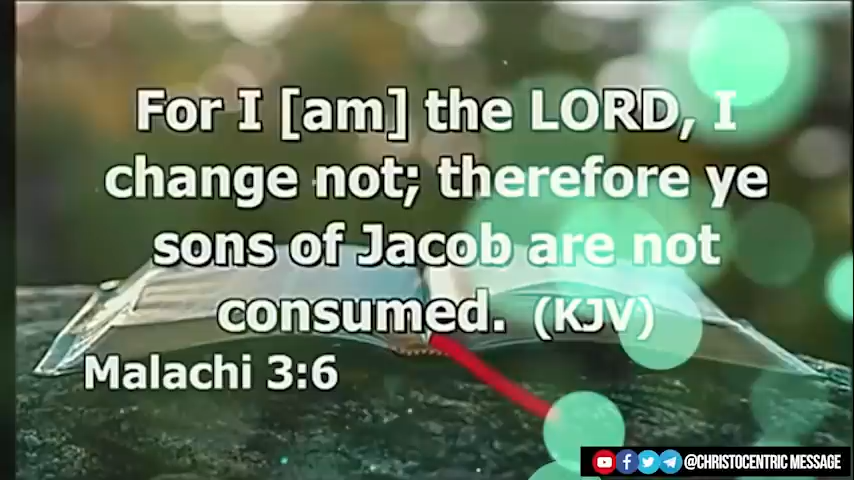 For I [am] the LORD, I
change not; therefore ye
sons of Jacob are not
consumed. (KJV)
Malachi 3:6
@CHRISTOCENTRIC MESSAGE